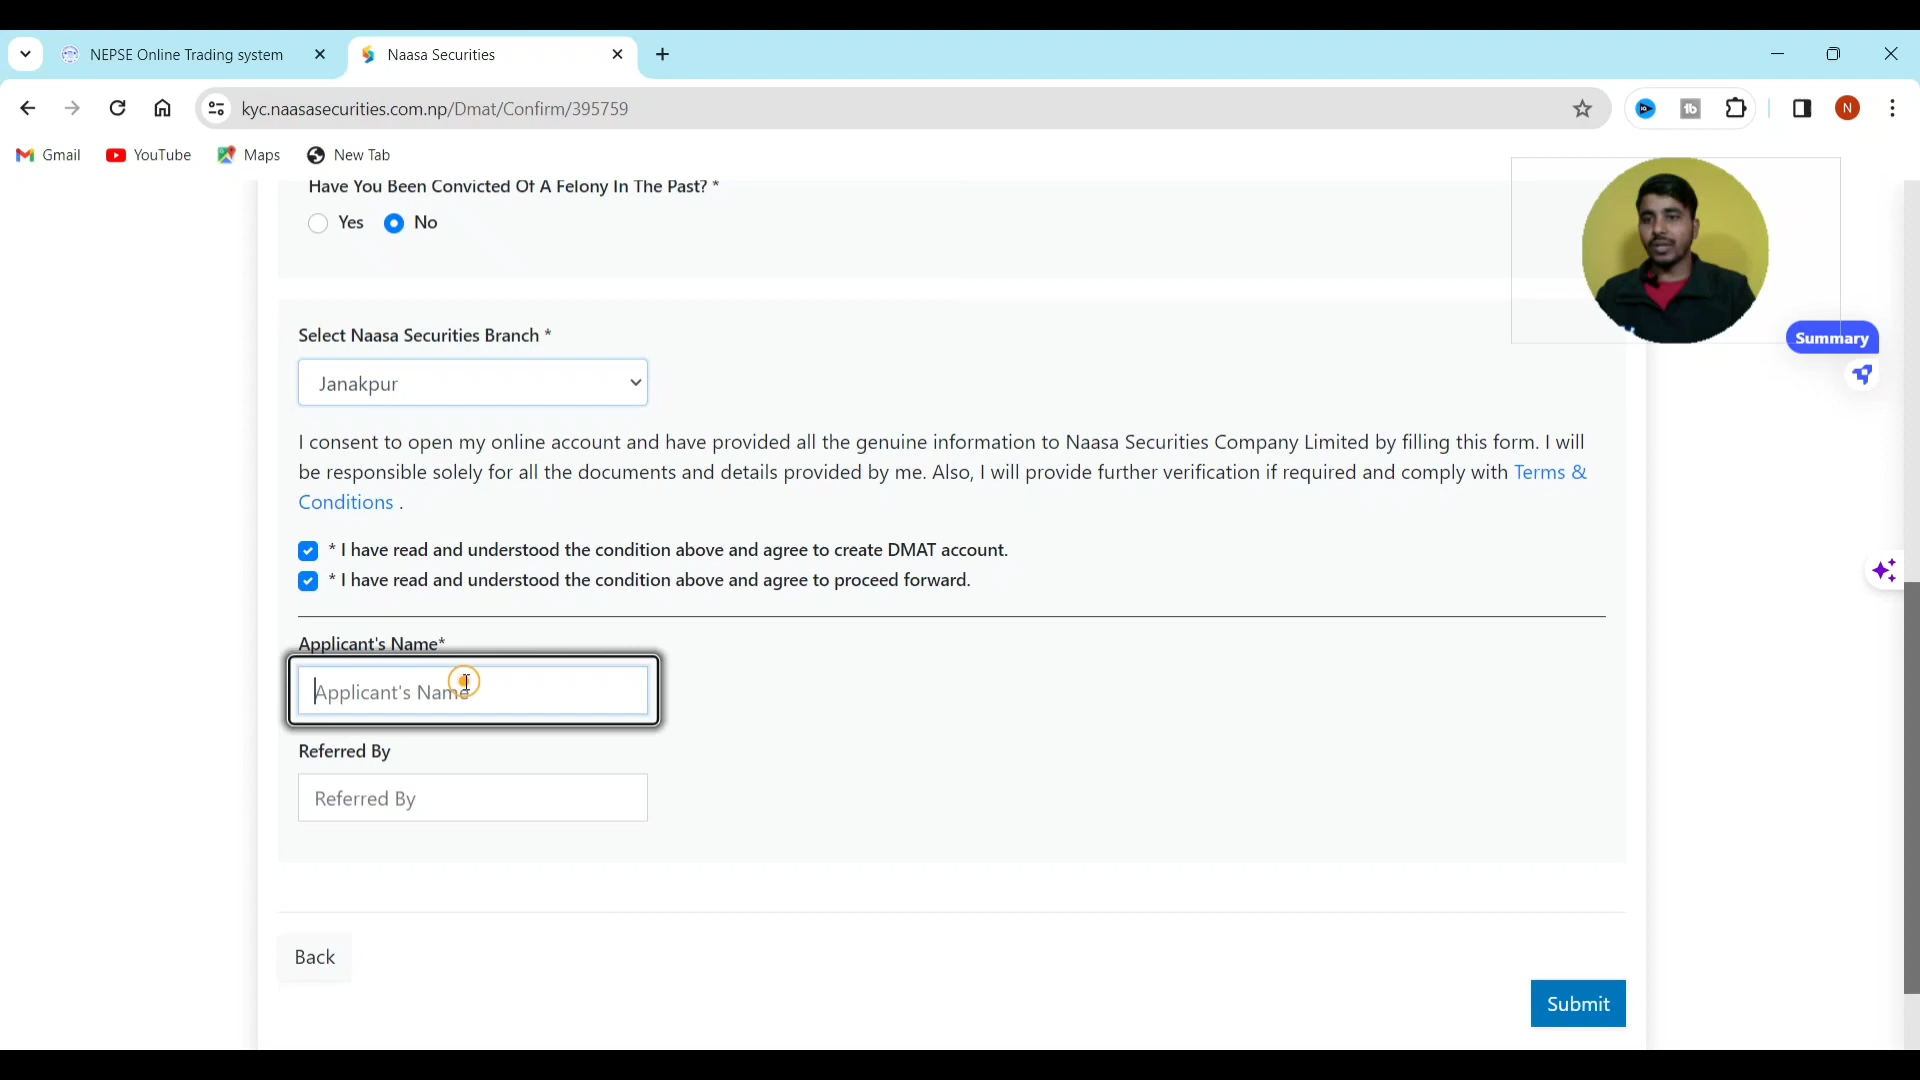 NEPSE Online Trading system
Naasa Securities
kyc.naasasecurities.com.np/Dmat/Confirm/395759
N
Gmail
YouTube
Maps
New Tab
Have You Been Convicted Of A Felony In The Past? *
Yes
No
Select Naasa Securities Branch *
Summary
Janakpur
I consent to open my online account and have provided all the genuine information to Naasa Securities Company Limited by filling this form. I will
be responsible solely for all the documents and details provided by me. Also, I will provide further verification if required and comply with Terms &
Conditions .
* I have read and understood the condition above and agree to create DMAT account.
* I have read and understood the condition above and agree to proceed forward.
Applicant's Name*
Applicant's Name
Referred By
Referred By
Back
Submit